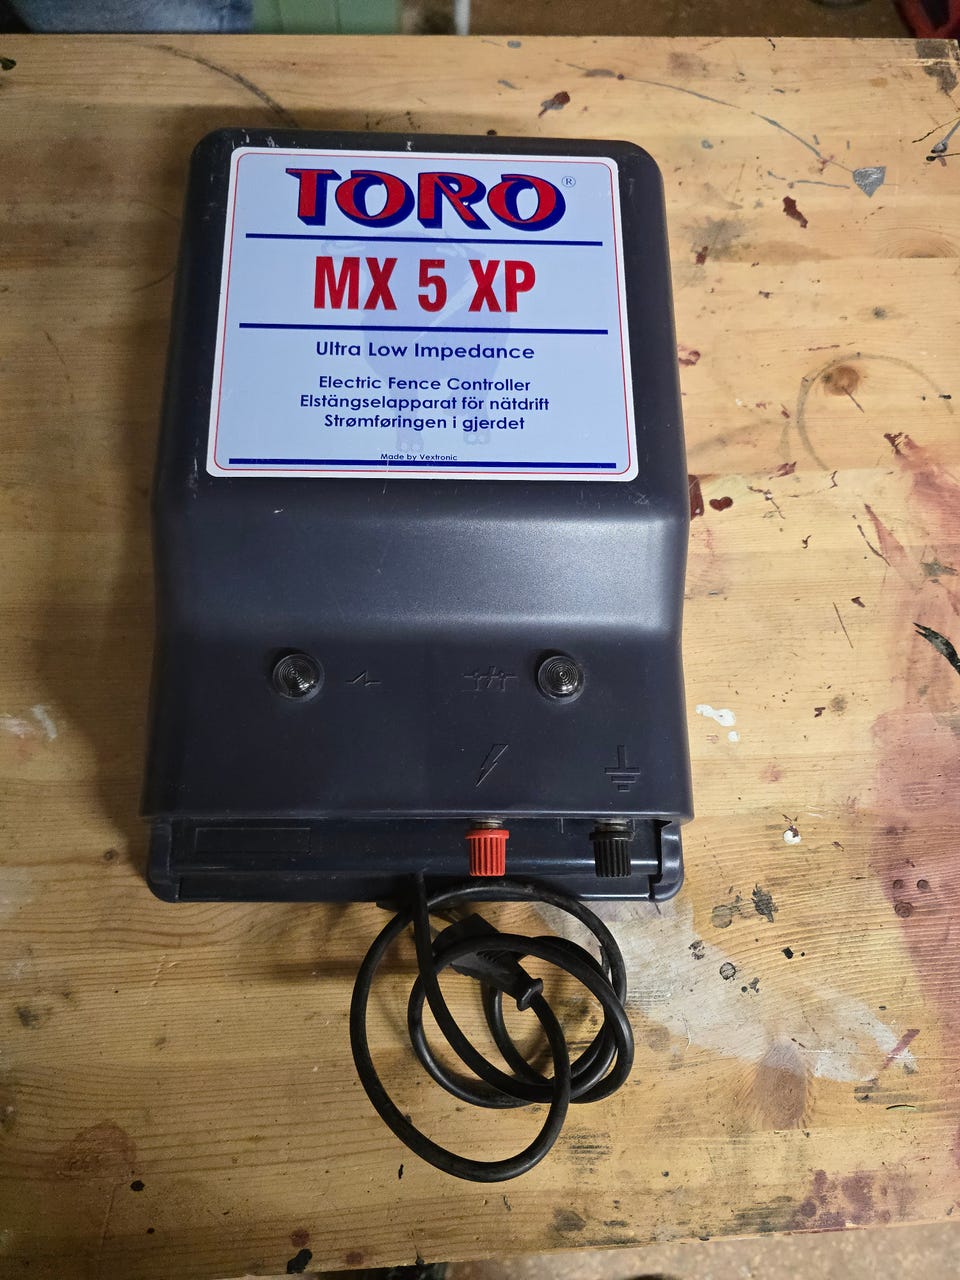 TORO®
MX 5 XP
Ultra Low Impedance
Electric Fence Controller
Elstängselapparat för nätdrift
Strømføringen i gjerdet
Made by Vextronic